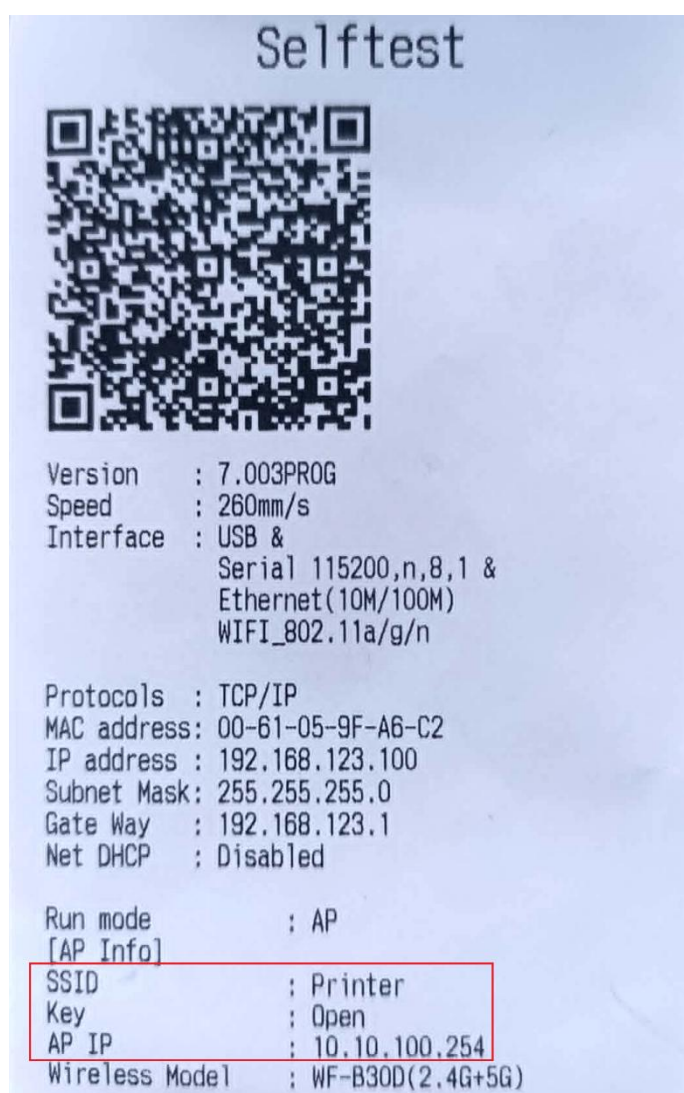 Selftest
Version : 7.003PROG
Speed : 260mm/s
Interface : USB &
Serial 115200,n,8,1 &
Ethernet(10M/100M)
WIFI_802.11a/g/n
Protocols : TCP/IP
MAC address: 00-61-05-9F-A6-C2
IP address : 192.168.123.100
Subnet Mask: 255.255.255.0
Gate Way : 192.168.123.1
Net DHCP : Disabled
Run mode : AP
[AP Info]
SSID : Printer
Key : Open
AP IP : 10.10.100.254
Wireless Model : WF-B30D(2.4G+5G)